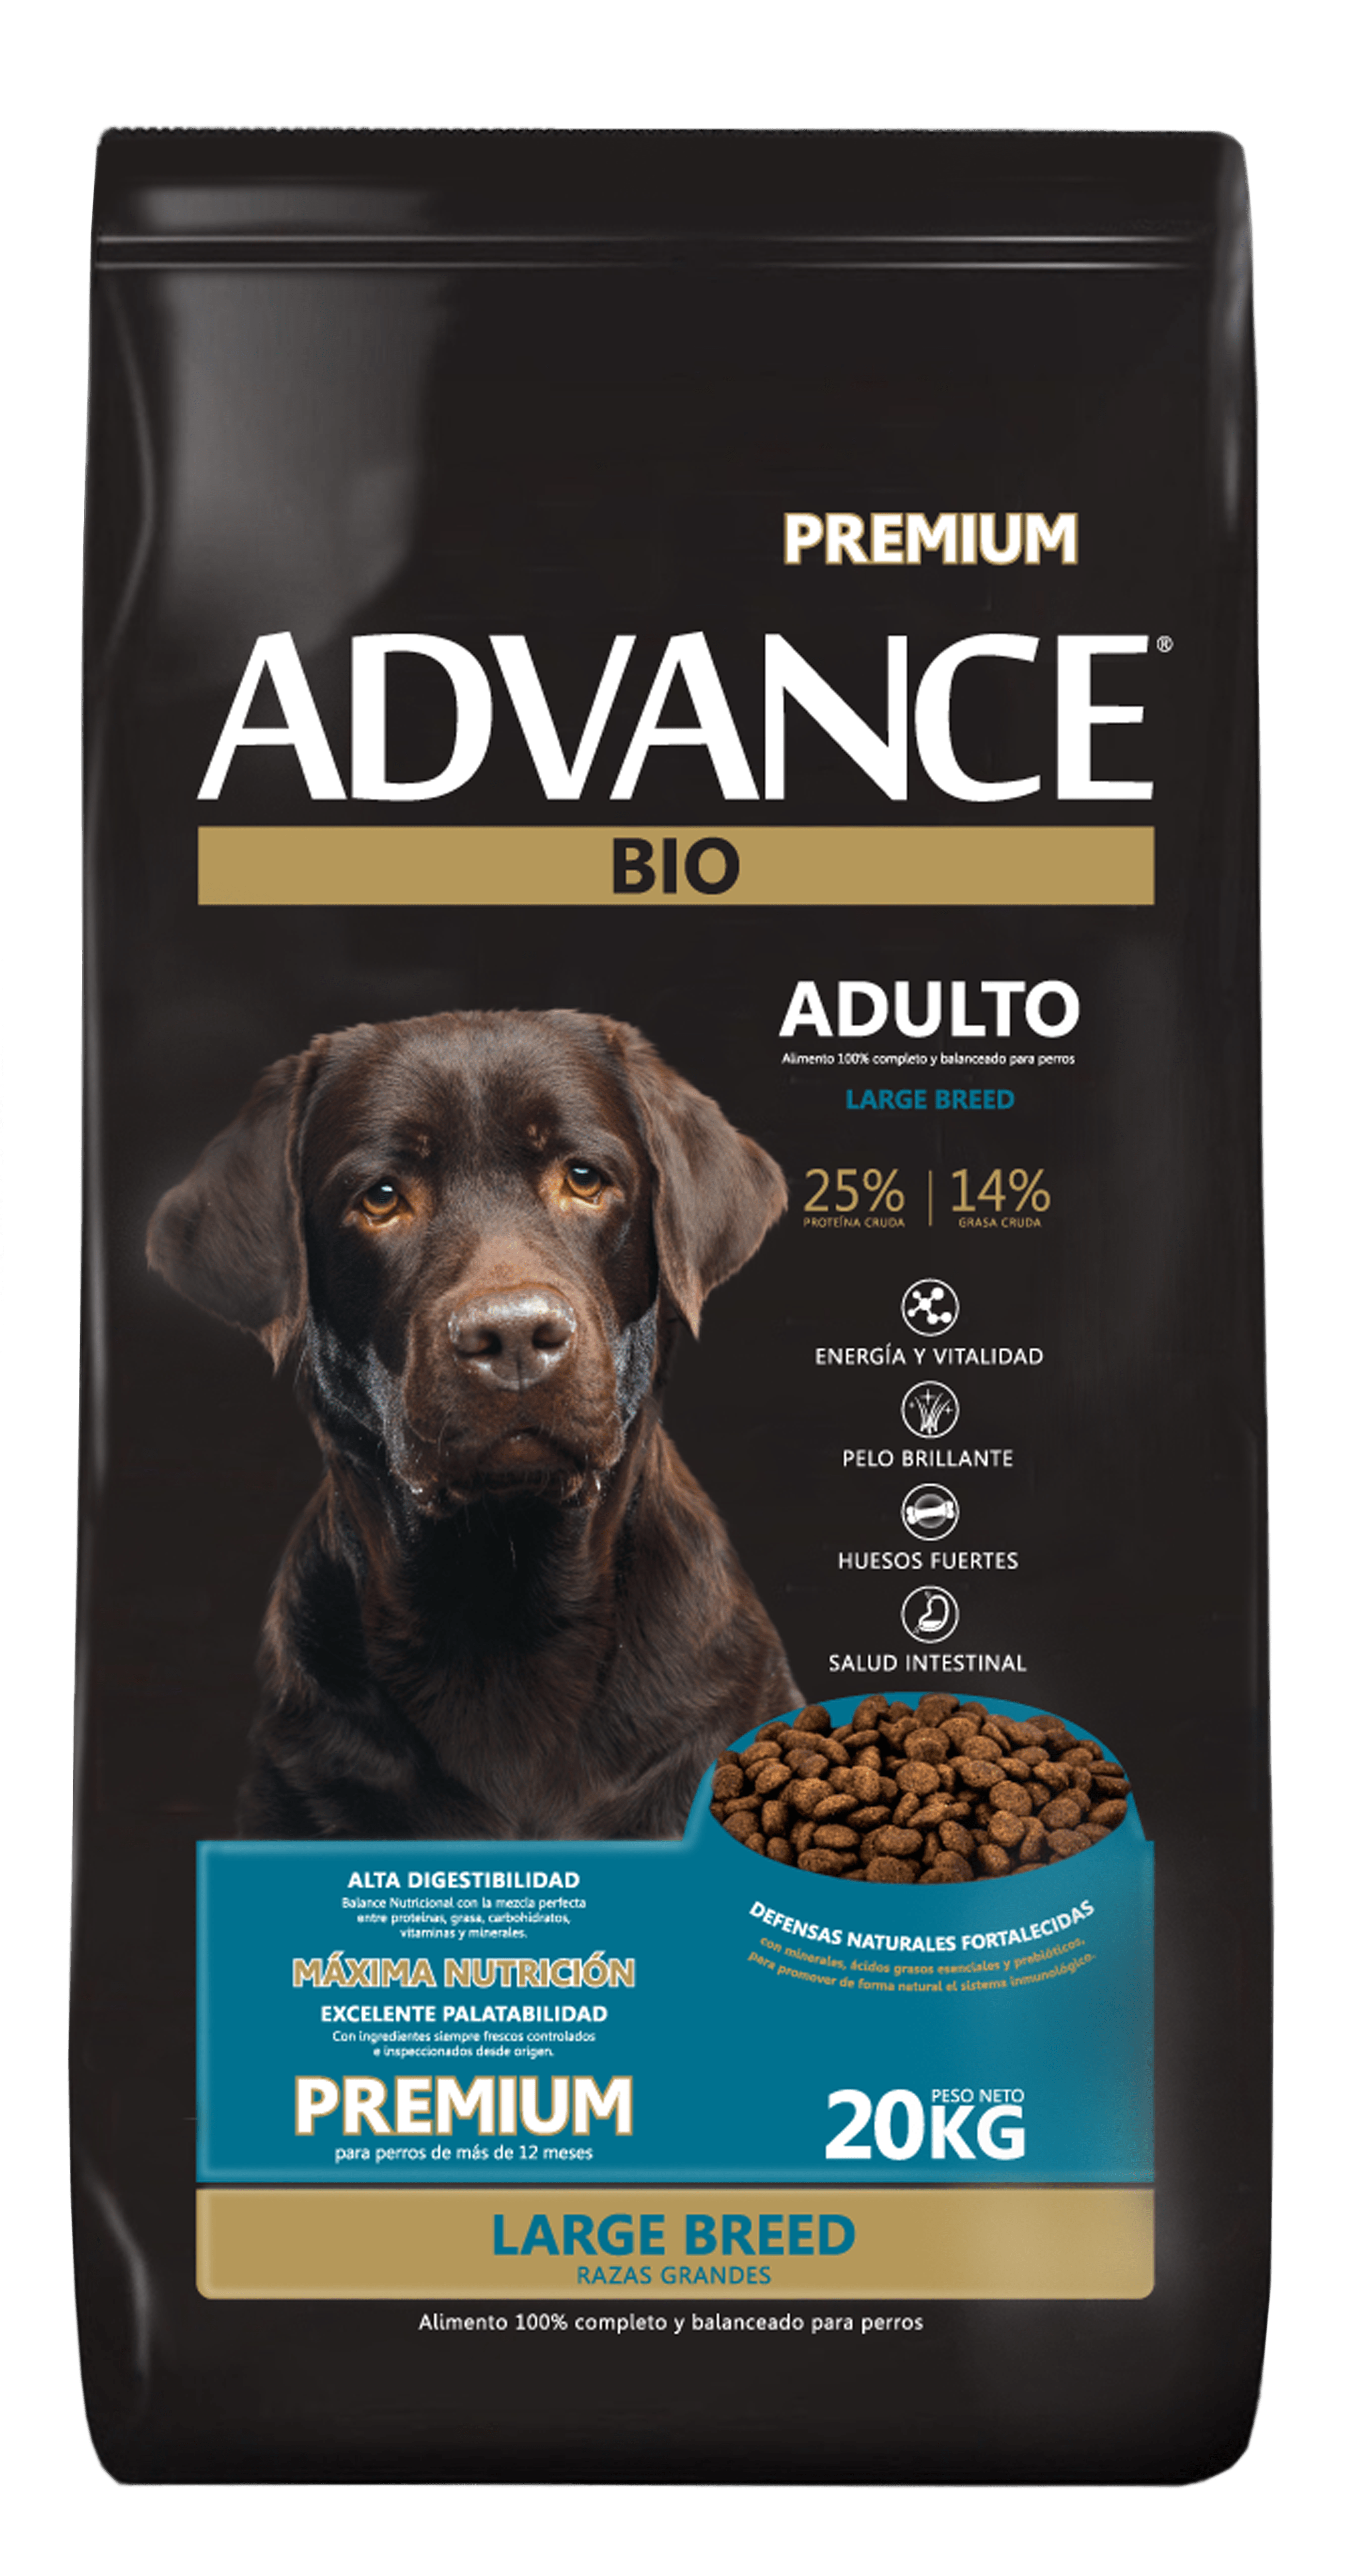 PREMIUM
ADVANCE®
BIO
ADULTO
Alimento 100% completo y balanceado para perros
LARGE BREED
25% | 14%
PROTEÍNA CRUDA GRASA CRUDA
ENERGÍA Y VITALIDAD
PELO BRILLANTE
HUESOS FUERTES
SALUD INTESTINAL
ALTA DIGESTIBILIDAD
Balance Nutricional con la mezcla perfecta
entre proteínas, grasa, carbohidratos,
vitaminas y minerales.
MÁXIMA NUTRICIÓN
EXCELENTE PALATABILIDAD
Con ingredientes siempre frescos controlados
e inspeccionados desde origen.
PREMIUM
para perros de más de 12 meses
DEFENSAS NATURALES FORTALECIDAS
con minerales, ácidos grasos esenciales y prebióticos,
para promover de forma natural el sistema inmunológico.
PESO NETO
20KG
LARGE BREED
RAZAS GRANDES
Alimento 100% completo y balanceado para perros